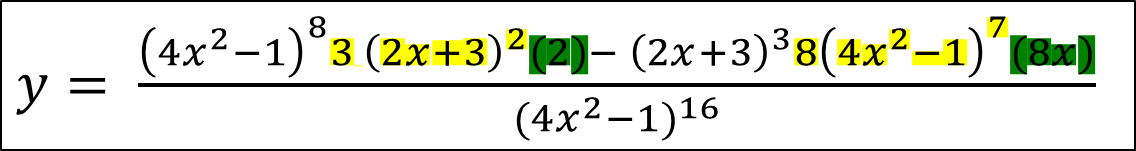 y = \frac{(4x^2-1)^8 3(2x+3)^2(2)-(2x+3)^3 8(4x^2-1)^7(8x)}{(4x^2-1)^{16}}